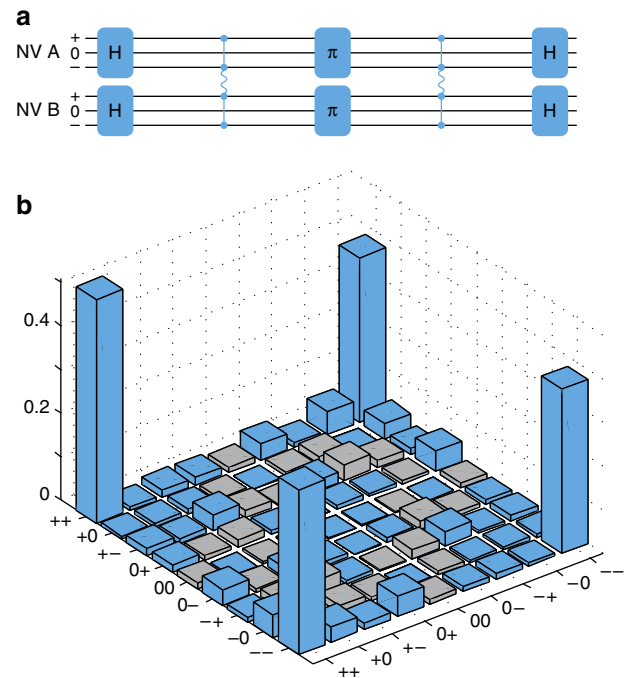 a
+
NV A 0 H π H
−
+
NV B 0 H π H
−
b
0.4
0.2
0
++ +0 +− 0+ 00 0− −+ −0 −−
++ +0 +− 0+ 00 0− −+ −0 −−